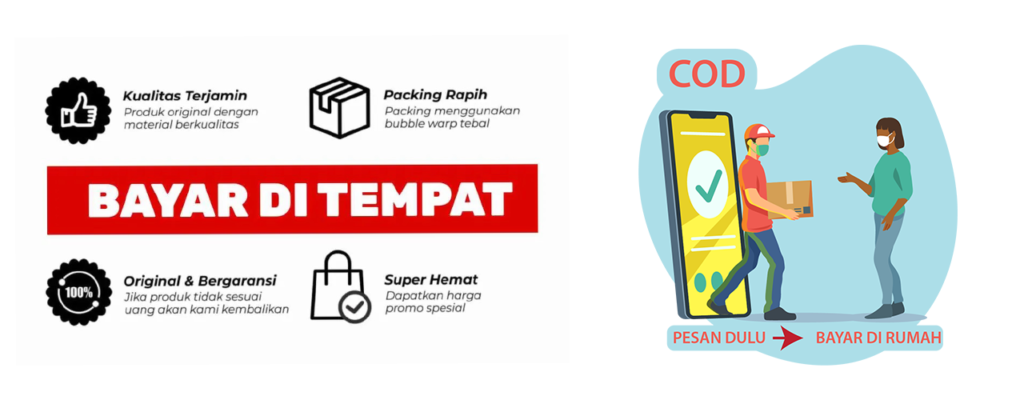 Kualitas Terjamin
Produk original dengan
material berkualitas
Packing Rapih
Packing menggunakan
bubble warp tebal
BAYAR DI TEMPAT
100%
Original & Bergaransi
Jika produk tidak sesuai
uang akan kami kembalikan
Super Hemat
Dapatkan harga
promo spesial
COD
PESAN DULU
BAYAR DI RUMAH